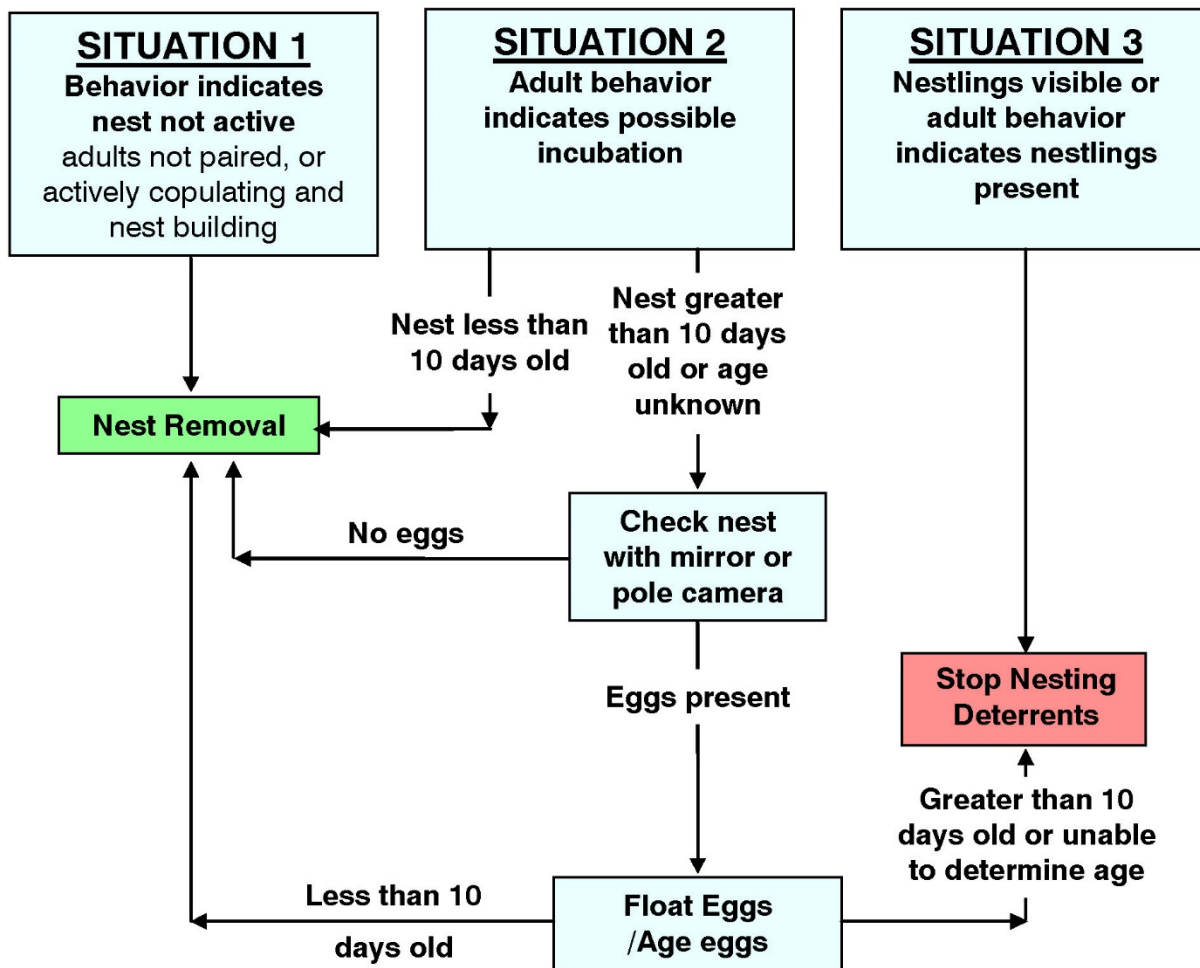 SITUATION 1
Behavior indicates
nest not active
adults not paired, or
actively copulating and
nest building
SITUATION 2
Adult behavior
indicates possible
incubation
SITUATION 3
Nestlings visible or
adult behavior
indicates nestlings
present
Nest less than
10 days old
Nest greater
than 10 days
old or age
unknown
Nest Removal
No eggs
Check nest
with mirror or
pole camera
Eggs present
Stop Nesting
Deterrents
Greater than 10
days old or unable
to determine age
Less than 10
days old
Float Eggs
/Age eggs